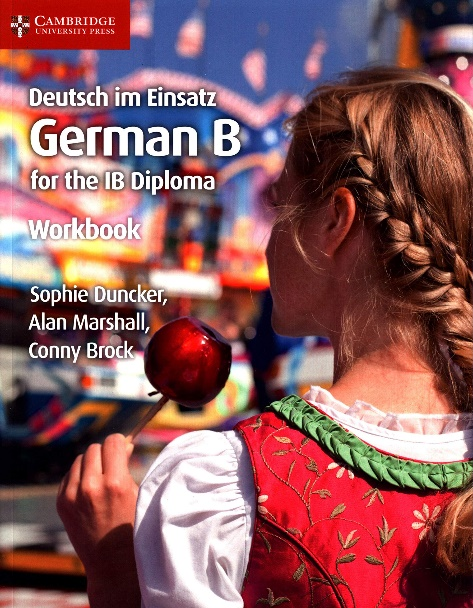 CAMBRIDGE
UNIVERSITY PRESS
Deutsch im Einsatz
German B
for the IB Diploma
Workbook
Sophie Duncker,
Alan Marshall,
Conny Brock